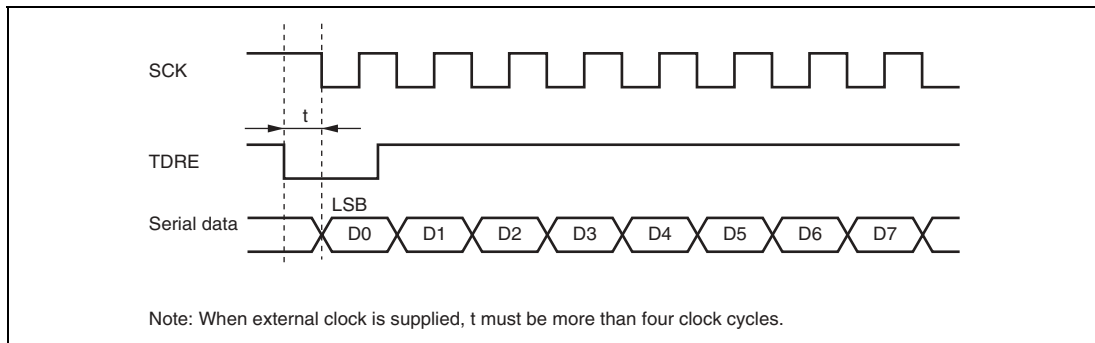 SCK
t
TDRE
LSB
Serial data
D0 D1 D2 D3 D4 D5 D6 D7
Note: When external clock is supplied, t must be more than four clock cycles.